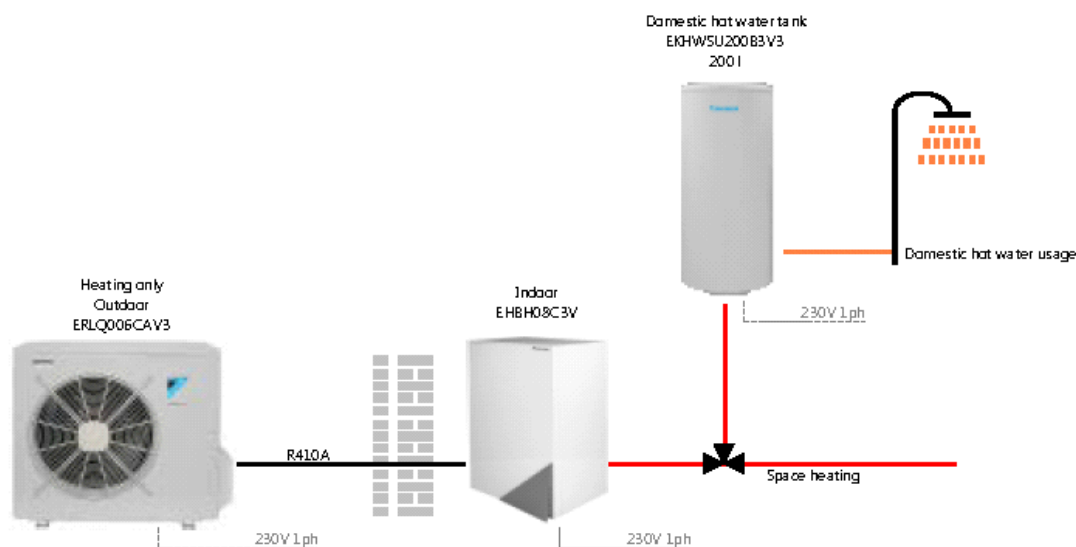 Domestic hot water tank
EKHWSU200B3V3
200 l
Domestic hot water usage
230V 1ph
Heating only
Outdoor
ERLQ006CAV3
Indoor
EHBH08C3V
R410A
Space heating
230V 1ph
230V 1ph